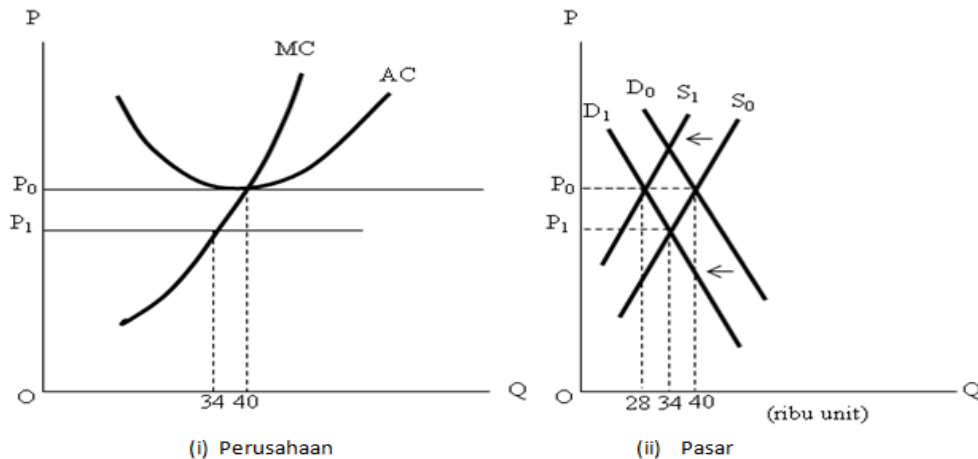 P
MC
AC
P0
P1
O
34 40
Q
(i) Perusahaan
P
D1
D0
S1
S0
P0
P1
O
28 34 40
(ribu unit)
Q
(ii) Pasar